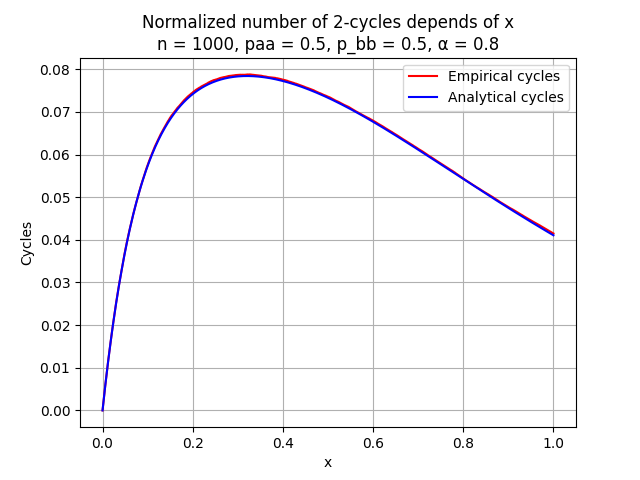 Normalized number of 2-cycles depends of x
n = 1000, paa = 0.5, p_bb = 0.5, α = 0.8
Empirical cycles
Analytical cycles
Cycles
0.08
0.07
0.06
0.05
0.04
0.03
0.02
0.01
0.00
0.0 0.2 0.4 0.6 0.8 1.0
x